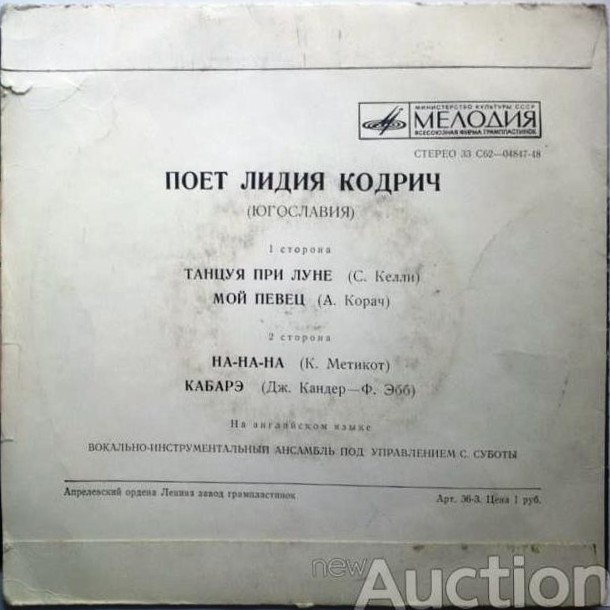 МИНИСТЕРСТВО КУЛЬТУРЫ СССР
МЕЛОДИЯ
ВСЕСОЮЗНАЯ ФИРМА ГРАМПЛАСТИНОК
СТЕРЕО 33 С62—04847-48
ПОЕТ ЛИДИЯ КОДРИЧ
(ЮГОСЛАВИЯ)
1 сторона
ТАНЦУЯ ПРИ ЛУНЕ (С. Келли)
МОЙ ПЕВЕЦ (А. Корач)
2 сторона
НА-НА-НА (К. Метикот)
КАБАРЭ (Дж. Кандер—Ф. Эбб)
На английском языке
ВОКАЛЬНО-ИНСТРУМЕНТАЛЬНЫЙ АНСАМБЛЬ ПОД УПРАВЛЕНИЕМ С. СУБОТЫ
Апрелевский ордена Ленина завод грампластинок Арт. 36-3. Цена 1 руб.
new Auction